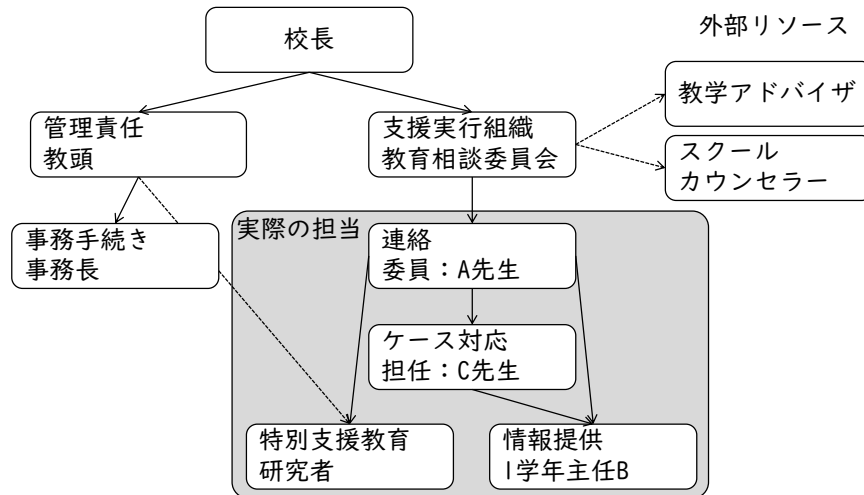 校長
外部リソース
教学アドバイザ
管理責任
教頭
支援実行組織
教育相談委員会
スクール
カウンセラー
実際の担当
事務手続き
事務長
連絡
委員：A先生
ケース対応
担任：C先生
特別支援教育
研究者
情報提供
1学年主任B